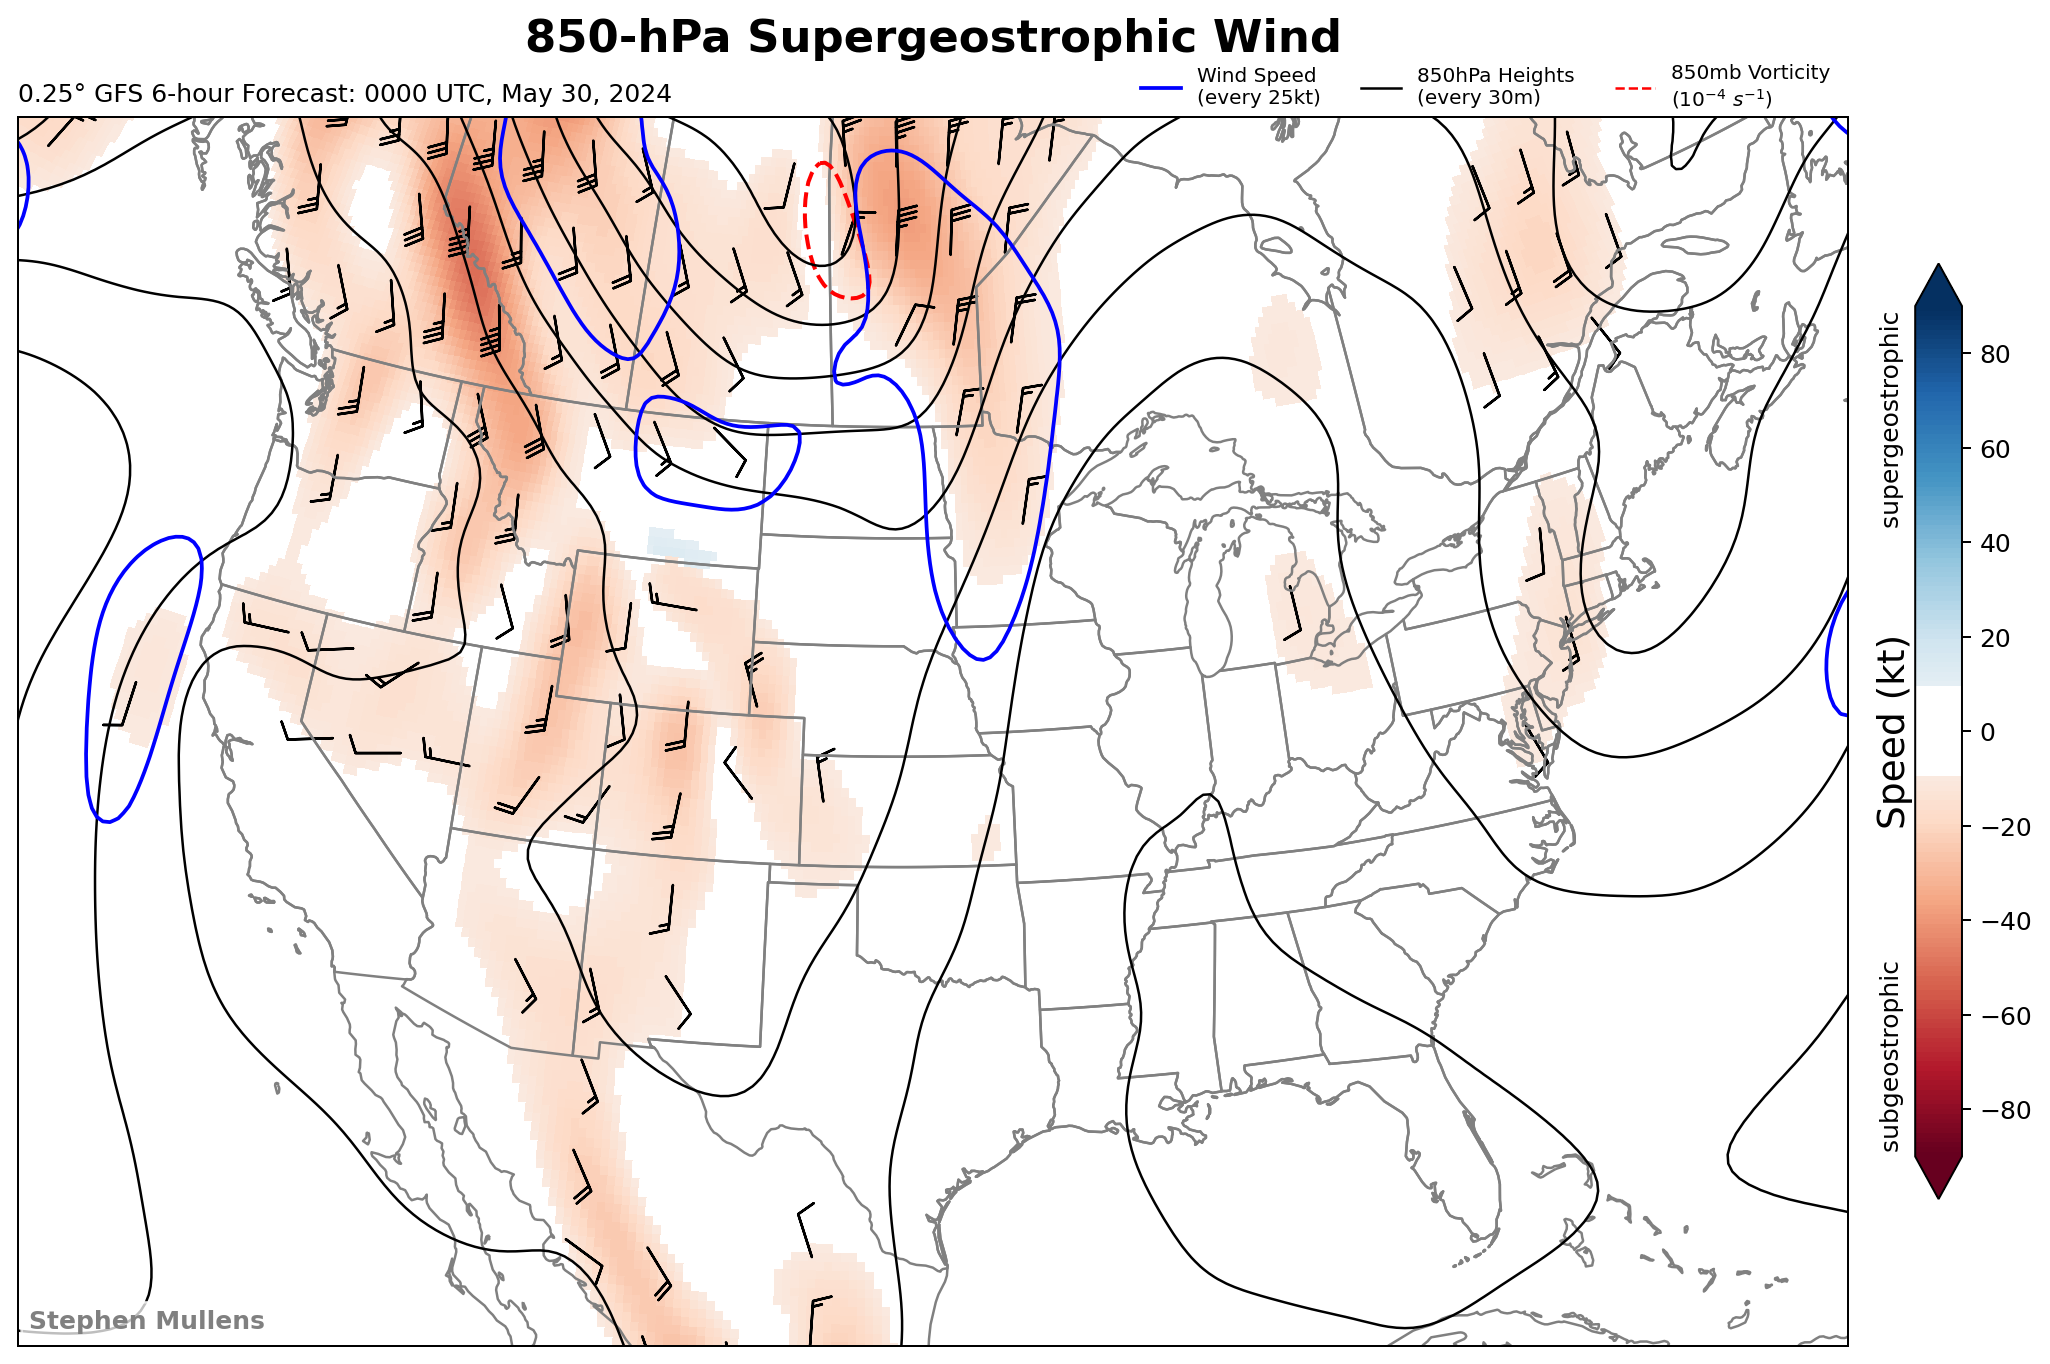 850-hPa Supergeostrophic Wind
0.25° GFS 6-hour Forecast: 0000 UTC, May 30, 2024
Wind Speed
(every 25kt)
850hPa Heights
(every 30m)
850mb Vorticity
(10⁻⁴ s⁻¹)
supergeostrophic
Speed (kt)
subgeostrophic
80
60
40
20
0
−20
−40
−60
−80
Stephen Mullens